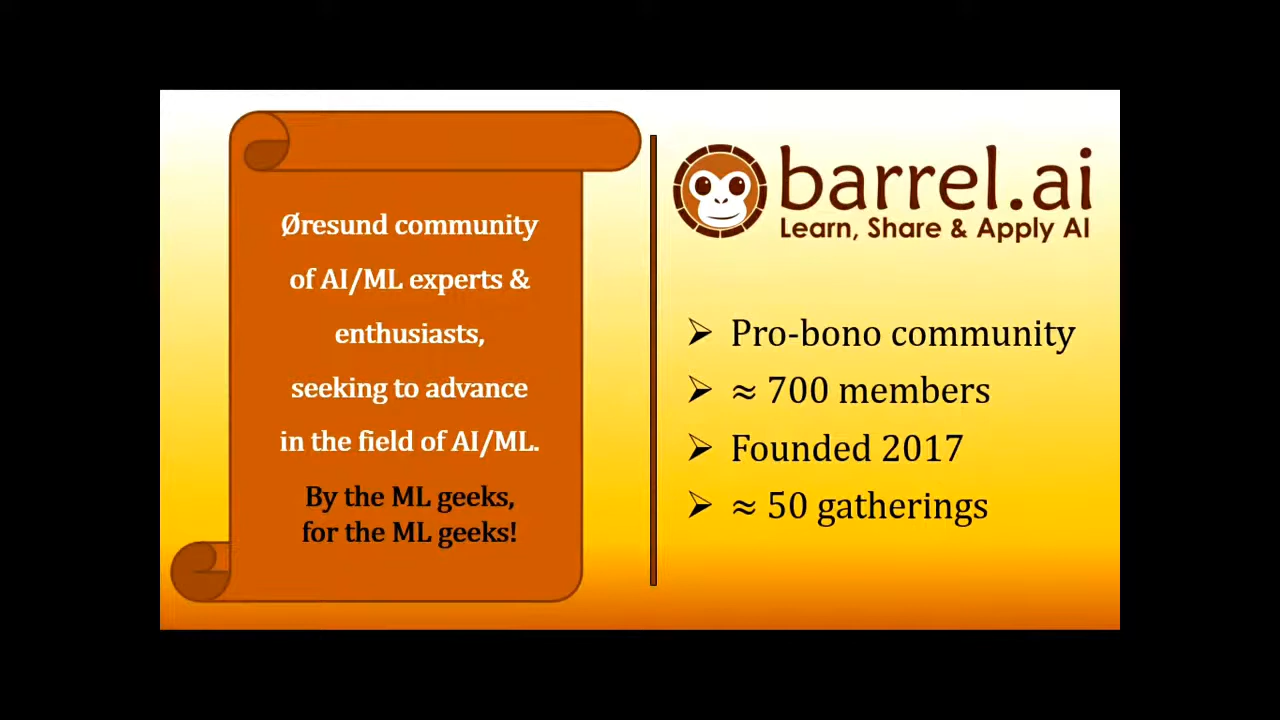 Øresund community
of AI/ML experts &
enthusiasts,
seeking to advance
in the field of AI/ML.
By the ML geeks,
for the ML geeks!
barrel.ai
Learn, Share & Apply AI
➢ Pro-bono community
➢ ≈ 700 members
➢ Founded 2017
➢ ≈ 50 gatherings